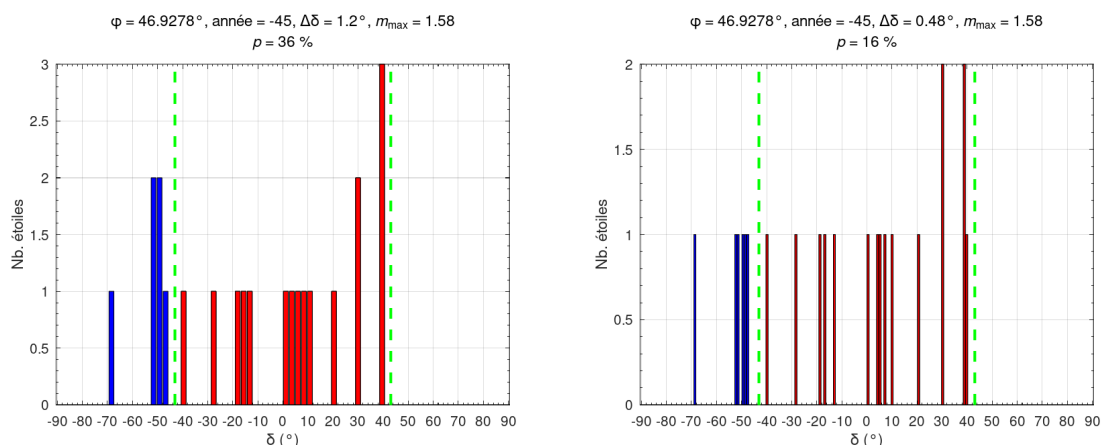 φ = 46.9278°, année = -45, Δδ = 1.2°, mmax = 1.58
p = 36 %
3
2.5
2
1.5
1
0.5
0
Nb. étoiles
-90 -80 -70 -60 -50 -40 -30 -20 -10 0 10 20 30 40 50 60 70 80 90
δ (°)
φ = 46.9278°, année = -45, Δδ = 0.48°, mmax = 1.58
p = 16 %
2
1.5
1
0.5
0
Nb. étoiles
-90 -80 -70 -60 -50 -40 -30 -20 -10 0 10 20 30 40 50 60 70 80 90
δ (°)